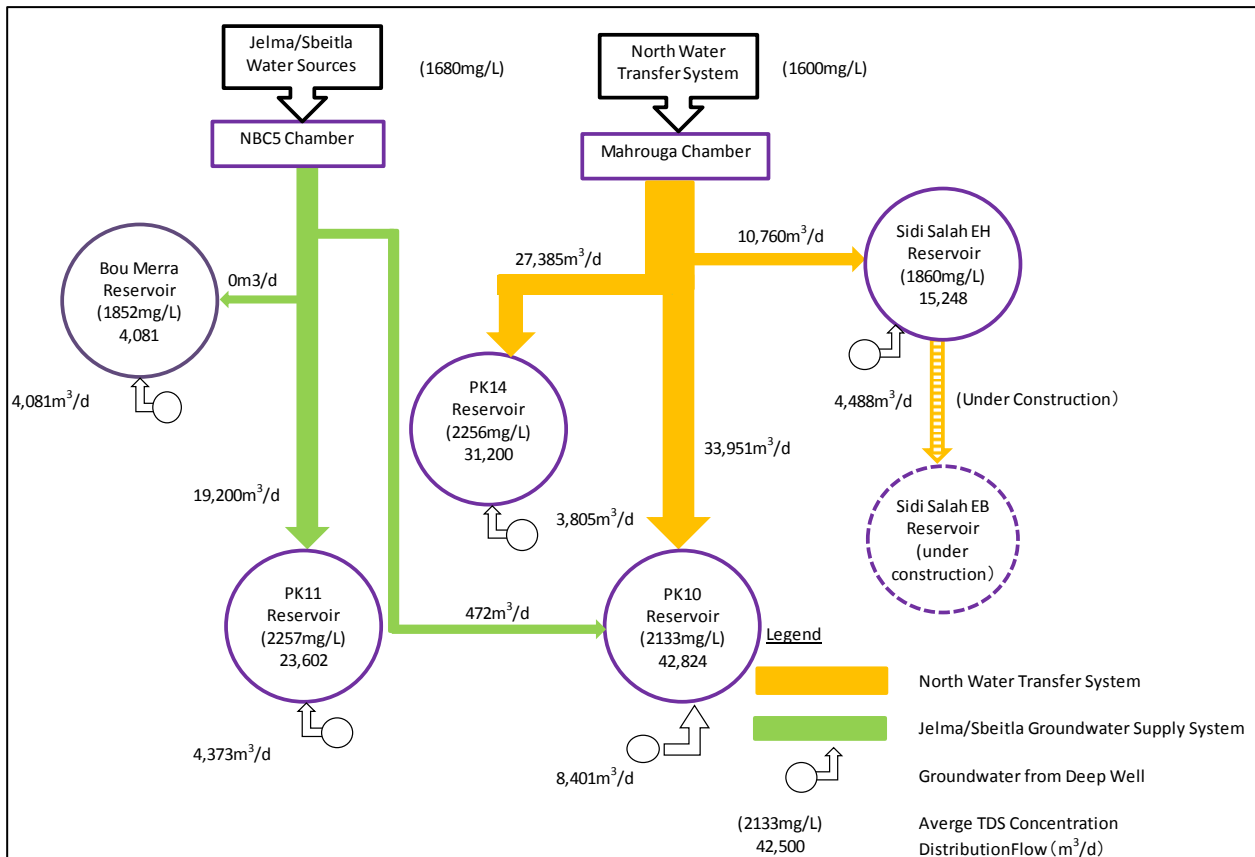 Jelma/Sbeitla
Water Sources
(1680mg/L)
North Water
Transfer System
(1600mg/L)
NBC5 Chamber
Mahrouga Chamber
Bou Merra
Reservoir
(1852mg/L)
4,081
0m3/d
4,081m³/d
27,385m³/d
10,760m³/d
Sidi Salah EH
Reservoir
(1860mg/L)
15,248
PK14
Reservoir
(2256mg/L)
31,200
4,488m³/d
(Under Construction)
33,951m³/d
19,200m³/d
3,805m³/d
Sidi Salah EB
Reservoir
(under
construction)
PK11
Reservoir
(2257mg/L)
23,602
472m³/d
PK10
Reservoir
(2133mg/L)
42,824
4,373m³/d
8,401m³/d
Legend
North Water Transfer System
Jelma/Sbeitla Groundwater Supply System
Groundwater from Deep Well
(2133mg/L) Averge TDS Concentration
42,500 DistributionFlow(m³/d)